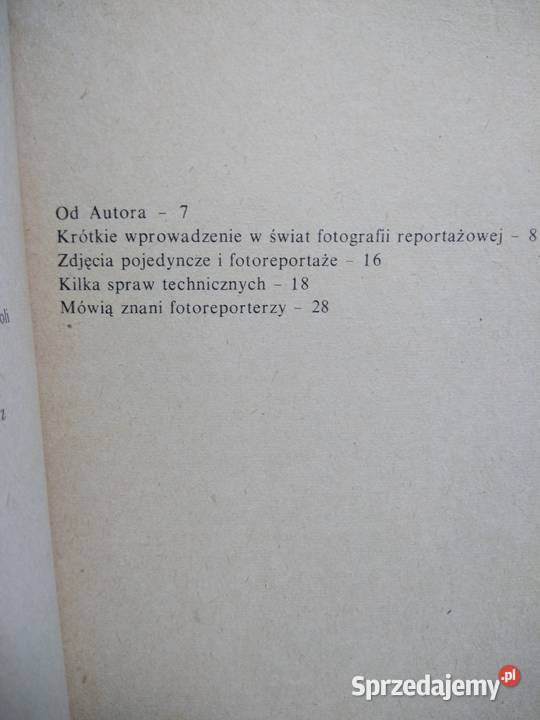 Od Autora – 7
Krótkie wprowadzenie w świat fotografii reportażowej – 8
Zdjęcia pojedyncze i fotoreportaże – 16
Kilka spraw technicznych – 18
Mówią znani fotoreporterzy – 28
oli
z
Sprzedajemy.pl